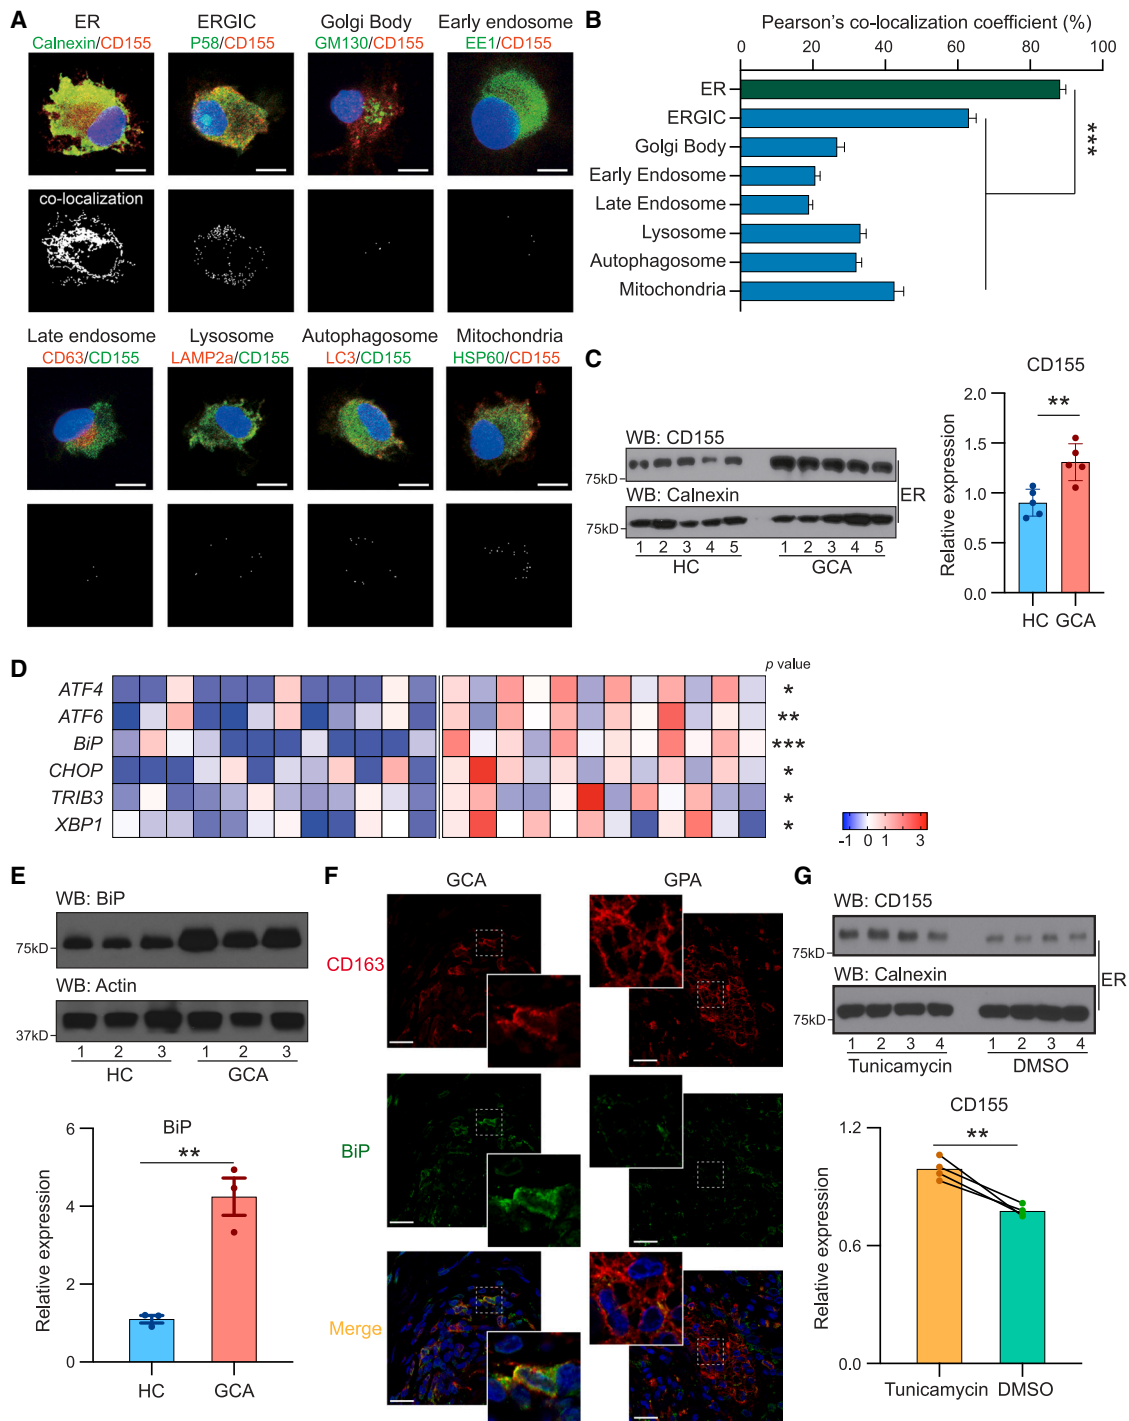 A
ER
Calnexin/CD155
ERGIC
P58/CD155
Golgi Body
GM130/CD155
Early endosome
EE1/CD155
co-localization
Late endosome
CD63/CD155
Lysosome
LAMP2a/CD155
Autophagosome
LC3/CD155
Mitochondria
HSP60/CD155
B
Pearson's co-localization coefficient (%)
0 20 40 60 80 100
ER
ERGIC
Golgi Body
Early Endosome
Late Endosome
Lysosome
Autophagosome
Mitochondria
***
C
WB: CD155
75kD
WB: Calnexin
75kD
ER
1 2 3 4 5 1 2 3 4 5
HC GCA
CD155
**
Relative expression
2.0
1.5
1.0
0.5
0.0
HC GCA
D
p value
ATF4 *
ATF6 **
BiP ***
CHOP *
TRIB3 *
XBP1 *
-1 0 1 3
E
WB: BiP
75kD
WB: Actin
37kD
1 2 3 1 2 3
HC GCA
BiP
**
Relative expression
6
4
2
0
HC GCA
F
GCA GPA
CD163
BiP
Merge
G
WB: CD155
75kD
WB: Calnexin
75kD
ER
1 2 3 4 1 2 3 4
Tunicamycin DMSO
CD155
**
Relative expression
1.2
0.6
0.0
Tunicamycin DMSO